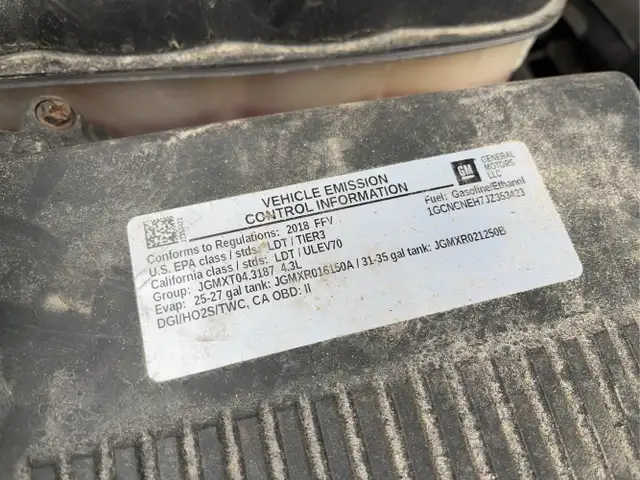 VEHICLE EMISSION
CONTROL INFORMATION
GM
GENERAL
MOTORS
LLC
Conforms to Regulations: 2018 FFV
Fuel: Gasoline/Ethanol
U.S. EPA class / stds: LDT / TIER3
1GCNCNEH7JZ353423
California class / stds: LDT / ULEV70
Group: JGMXT04.3187 4.3L
Evap: 25-27 gal tank: JGMXR016150A / 31-35 gal tank: JGMXR021250B
DGI/HO2S/TWC, CA OBD: II